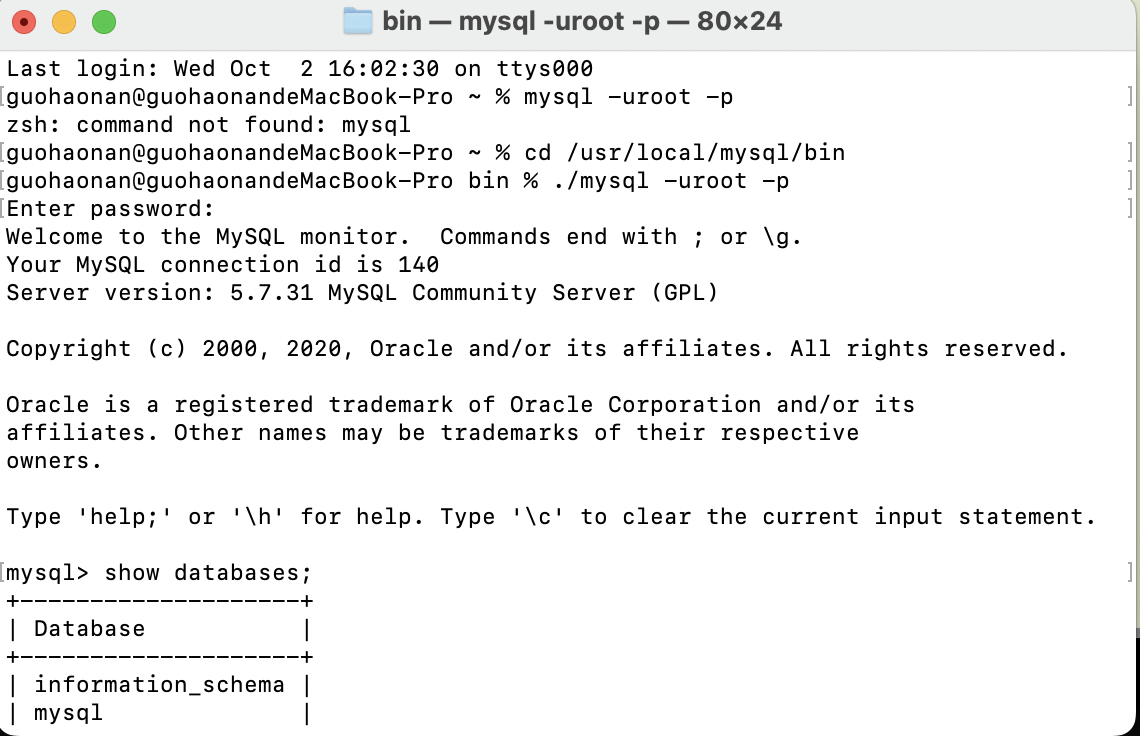 bin — mysql -uroot -p — 80×24
Last login: Wed Oct  2 16:02:30 on ttys000
[guohaonan@guohaonandeMacBook-Pro ~ % mysql -uroot -p ]
zsh: command not found: mysql
[guohaonan@guohaonandeMacBook-Pro ~ % cd /usr/local/mysql/bin ]
[guohaonan@guohaonandeMacBook-Pro bin % ./mysql -uroot -p ]
[Enter password: ]
Welcome to the MySQL monitor.  Commands end with ; or \g.
Your MySQL connection id is 140
Server version: 5.7.31 MySQL Community Server (GPL)

Copyright (c) 2000, 2020, Oracle and/or its affiliates. All rights reserved.

Oracle is a registered trademark of Oracle Corporation and/or its
affiliates. Other names may be trademarks of their respective
owners.

Type 'help;' or '\h' for help. Type '\c' to clear the current input statement.

[mysql> show databases; ]
+--------------------+
| Database           |
+--------------------+
| information_schema |
| mysql              |